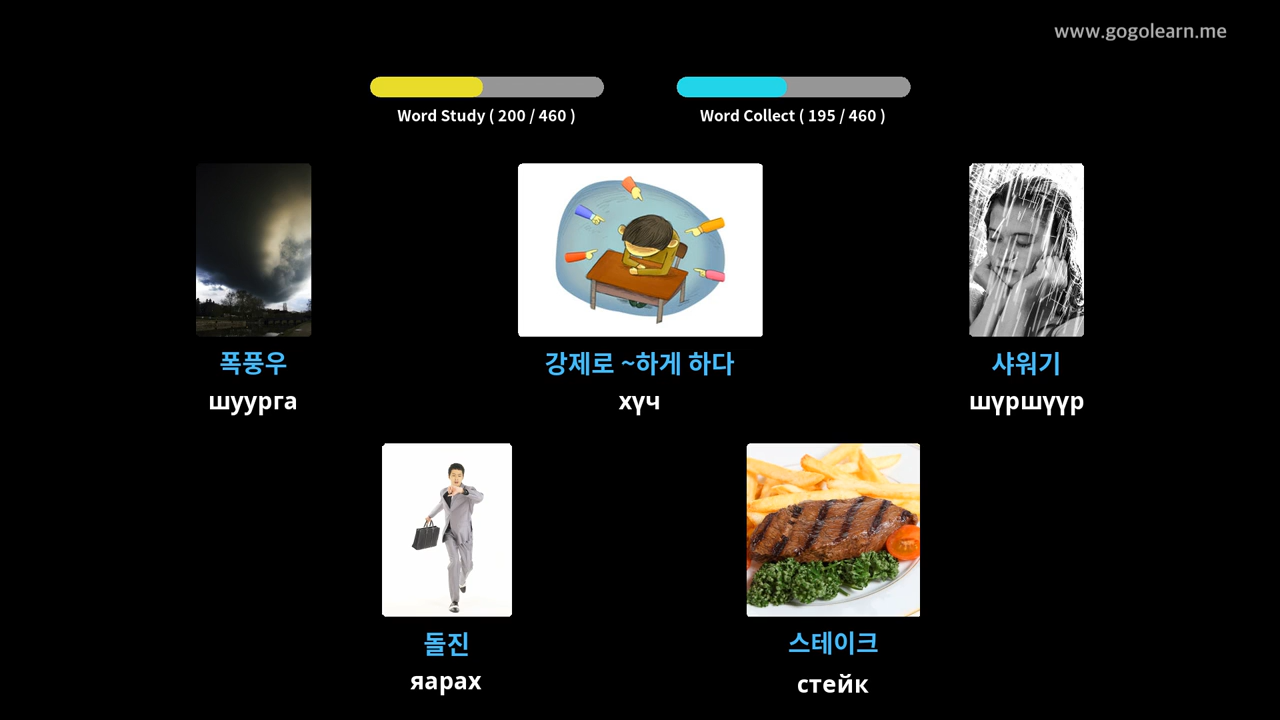 www.gogolearn.me
Word Study ( 200 / 460 )
Word Collect ( 195 / 460 )
폭풍우
шуурга
강제로 ~하게 하다
хүч
샤워기
шүршүүр
돌진
яарах
스테이크
стейк